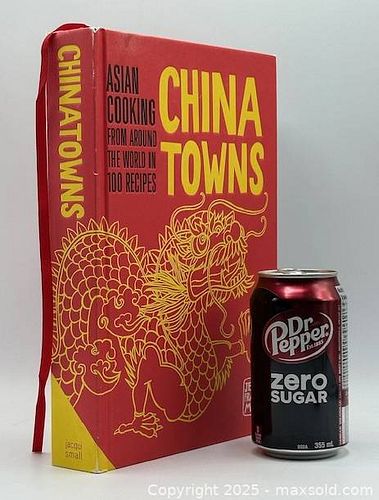 CHINATOWNS
jacqui
small
ASIAN
COOKING
FROM AROUND
THE WORLD IN
100 RECIPES
CHINA
TOWNS
Dr
Pepper
zero
SUGAR
355 mL
Copyright 2025 - maxsold.com